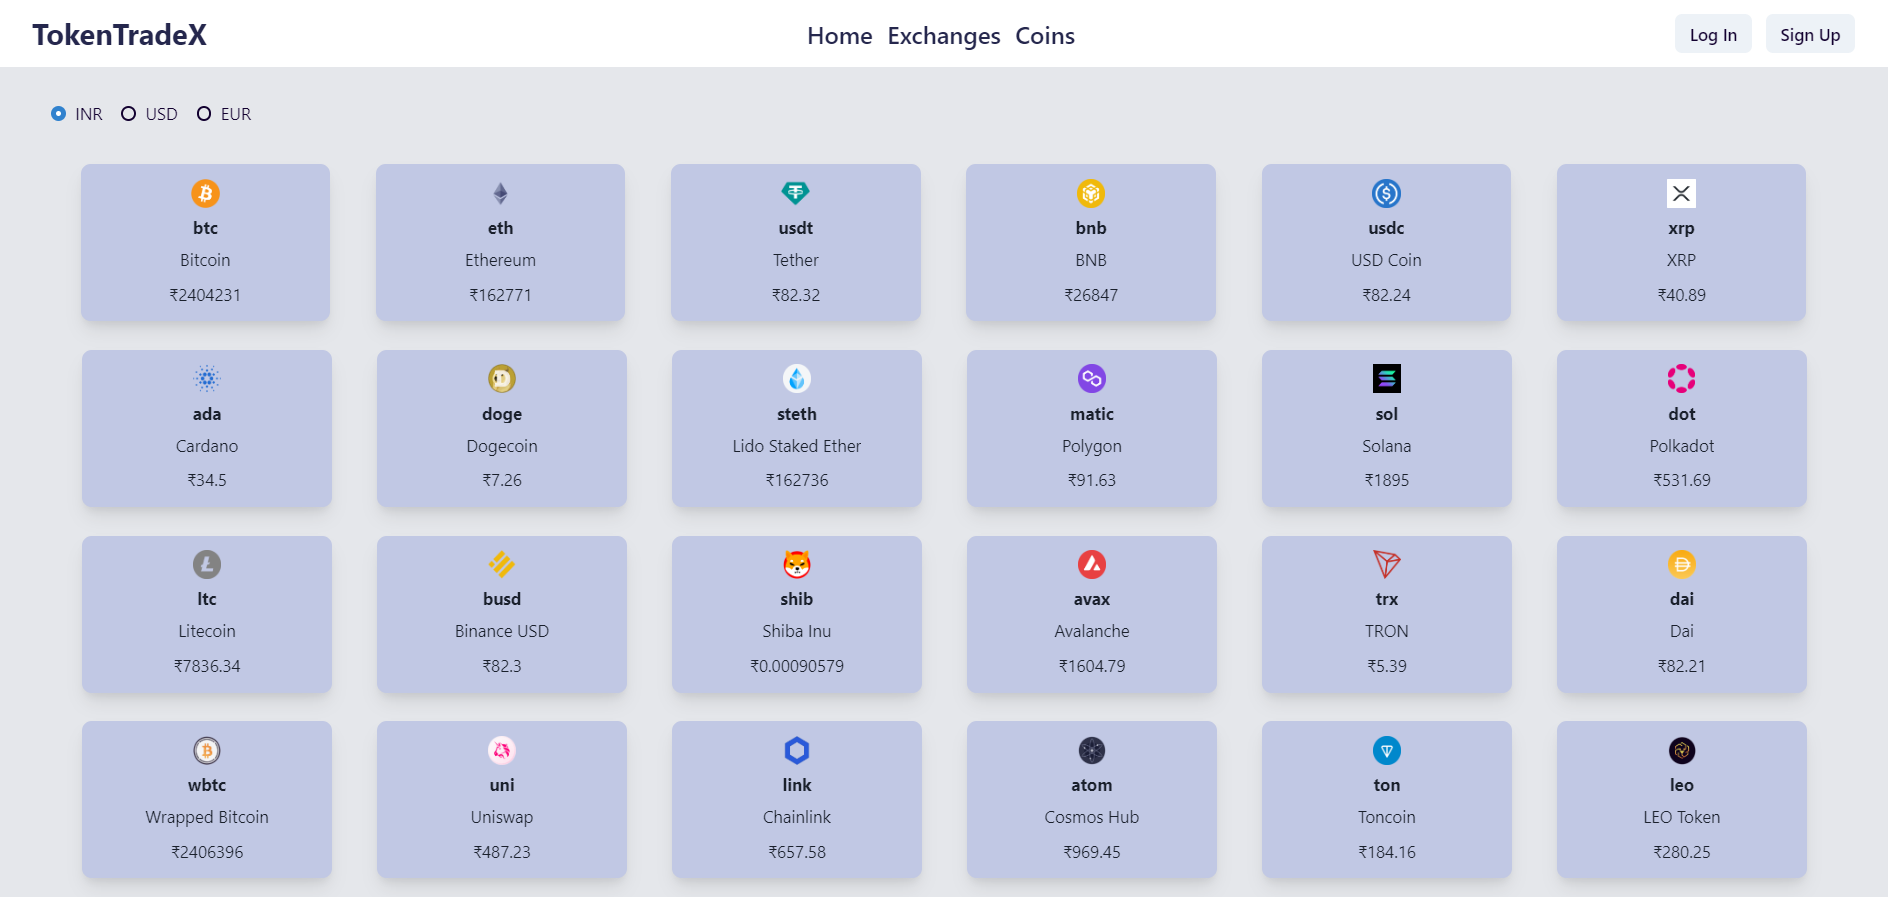 TokenTradeX Home Exchanges Coins Log In Sign Up
INR USD EUR
btc eth usdt bnb usdc xrp
Bitcoin Ethereum Tether BNB USD Coin XRP
₹2404231 ₹162771 ₹82.32 ₹26847 ₹82.24 ₹40.89
ada doge steth matic sol dot
Cardano Dogecoin Lido Staked Ether Polygon Solana Polkadot
₹34.5 ₹7.26 ₹162736 ₹91.63 ₹1895 ₹531.69
ltc busd shib avax trx dai
Litecoin Binance USD Shiba Inu Avalanche TRON Dai
₹7836.34 ₹82.3 ₹0.00090579 ₹1604.79 ₹5.39 ₹82.21
wbtc uni link atom ton leo
Wrapped Bitcoin Uniswap Chainlink Cosmos Hub Toncoin LEO Token
₹2406396 ₹487.23 ₹657.58 ₹969.45 ₹184.16 ₹280.25